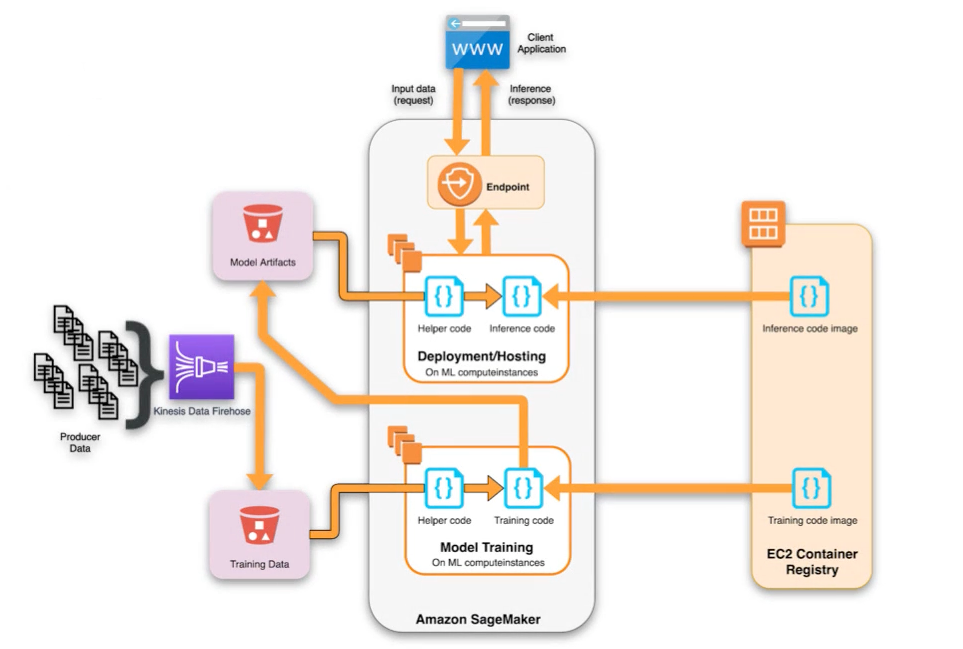 WWW
Client
Application
Input data
(request)
Inference
(response)
Endpoint
Model Artifacts
{}
{}
{}
Helper code
Inference code
Inference code image
Deployment/Hosting
On ML computeinstances
Kinesis Data Firehose
Producer
Data
{}
{}
{}
Helper code
Training code
Training code image
Model Training
On ML computeinstances
Training Data
EC2 Container
Registry
Amazon SageMaker